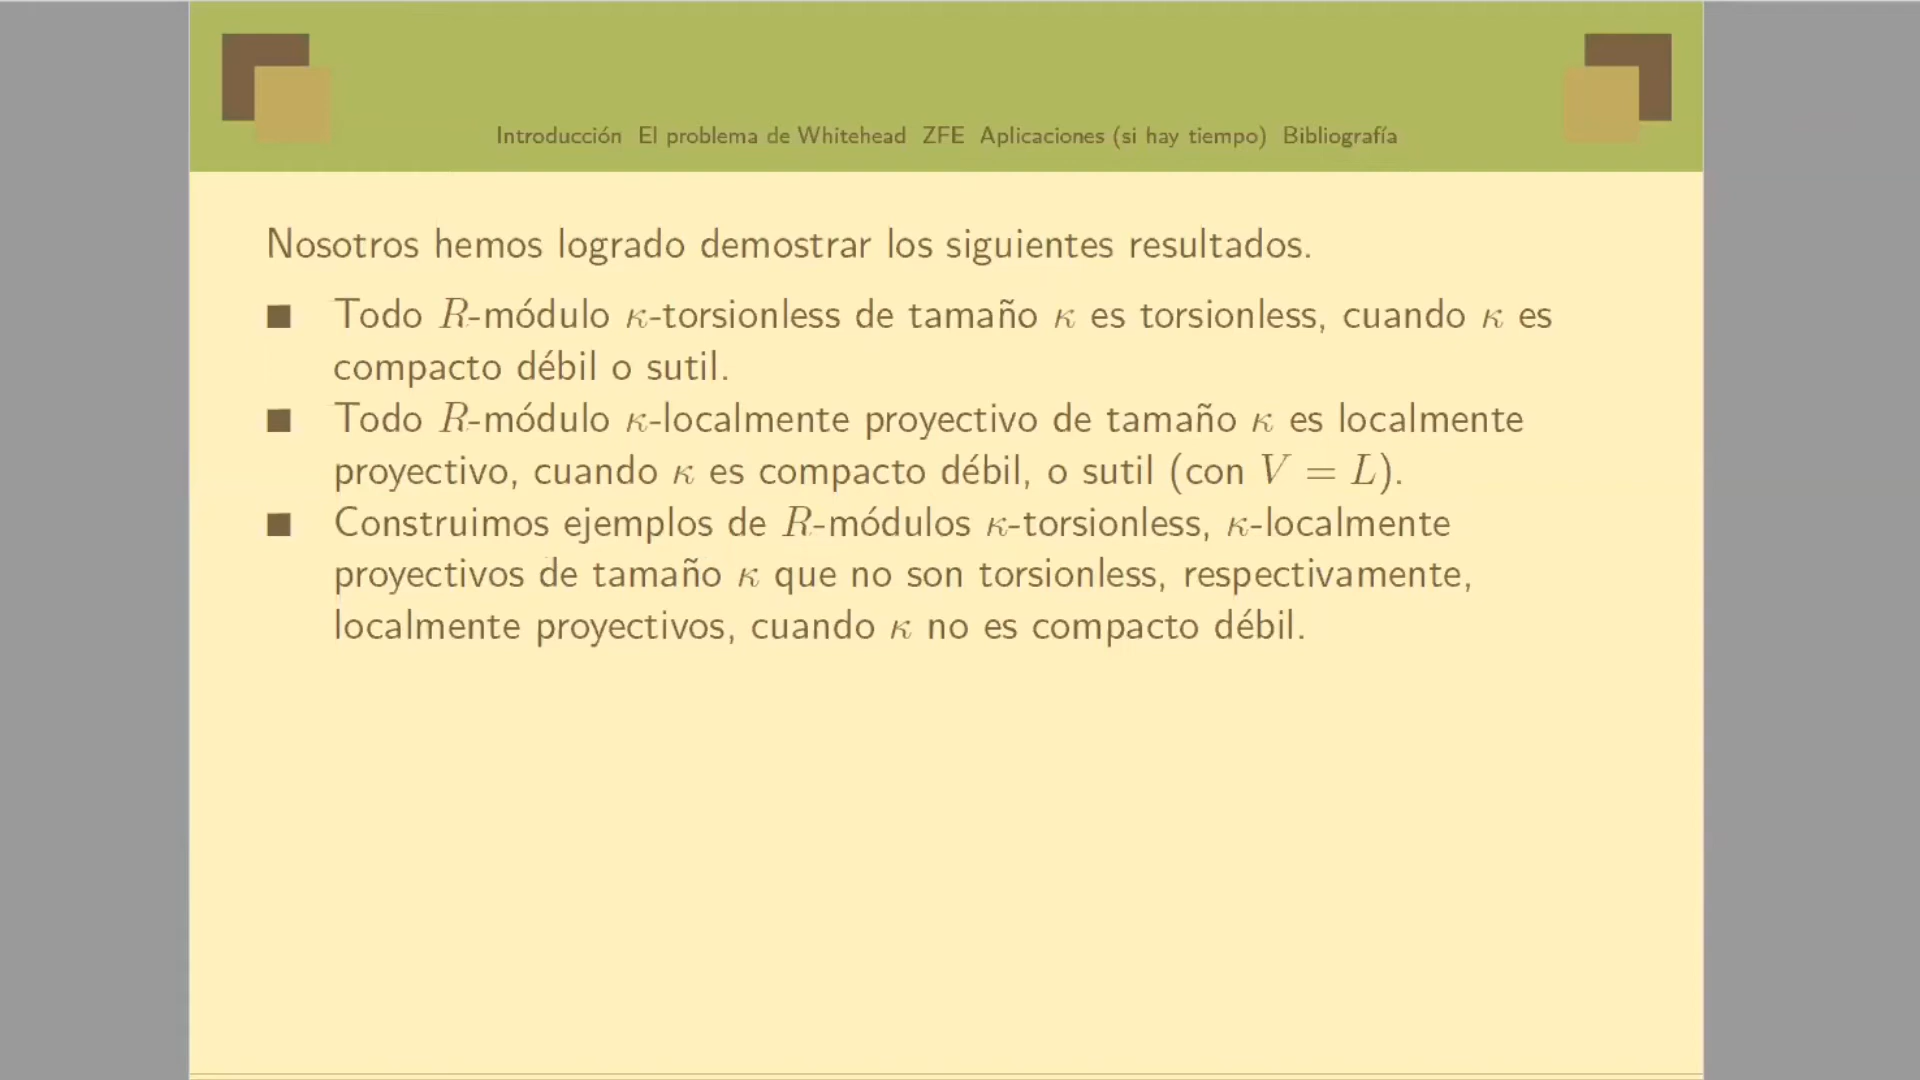 Introducción El problema de Whitehead ZFE Aplicaciones (si hay tiempo) Bibliografía
Nosotros hemos logrado demostrar los siguientes resultados.
Todo R-módulo κ-torsionless de tamaño κ es torsionless, cuando κ es
compacto débil o sutil.
Todo R-módulo κ-localmente proyectivo de tamaño κ es localmente
proyectivo, cuando κ es compacto débil, o sutil (con V = L).
Construimos ejemplos de R-módulos κ-torsionless, κ-localmente
proyectivos de tamaño κ que no son torsionless, respectivamente,
localmente proyectivos, cuando κ no es compacto débil.